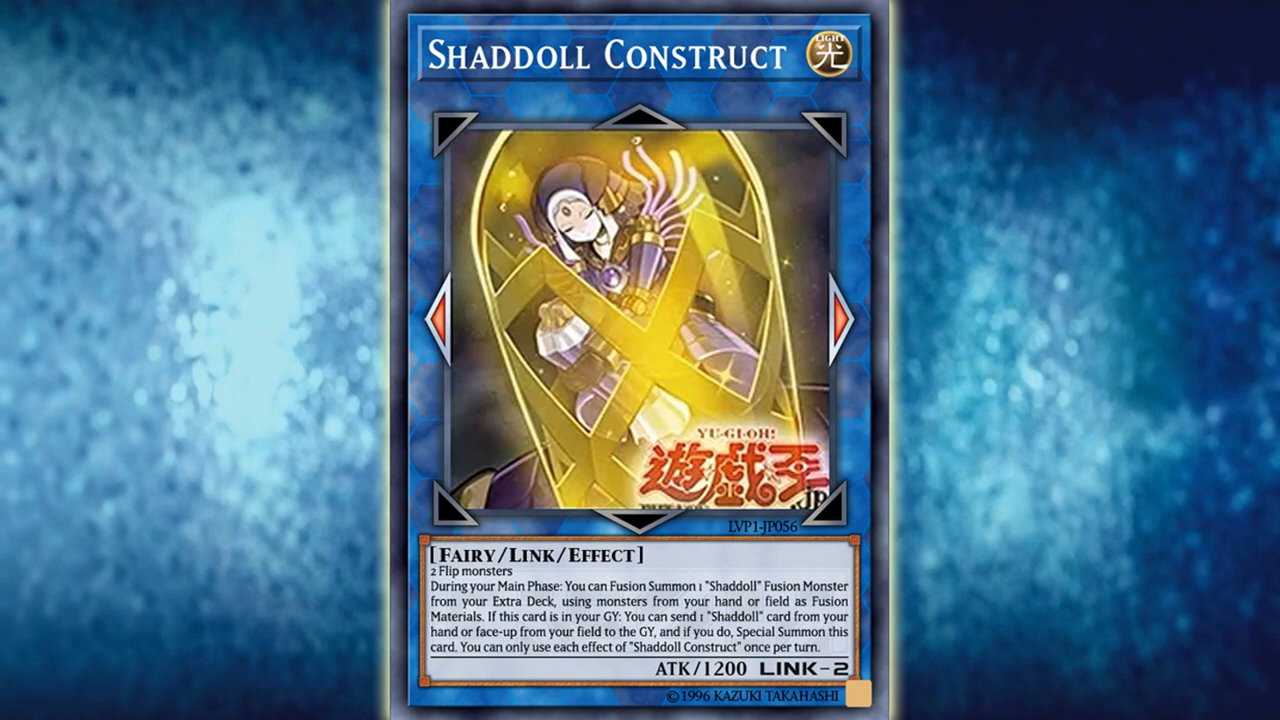 SHADDOLL CONSTRUCT
LIGHT
光
YU-GI-OH!
遊戯王
.jp
LVP1-JP056
[FAIRY/LINK/EFFECT]
2 Flip monsters
During your Main Phase: You can Fusion Summon 1 "Shaddoll" Fusion Monster
from your Extra Deck, using monsters from your hand or field as Fusion
Materials. If this card is in your GY: You can send 1 "Shaddoll" card from your
hand or face-up from your field to the GY, and if you do, Special Summon this
card. You can only use each effect of "Shaddoll Construct" once per turn.
ATK/1200 LINK-2
©1996 KAZUKI TAKAHASHI